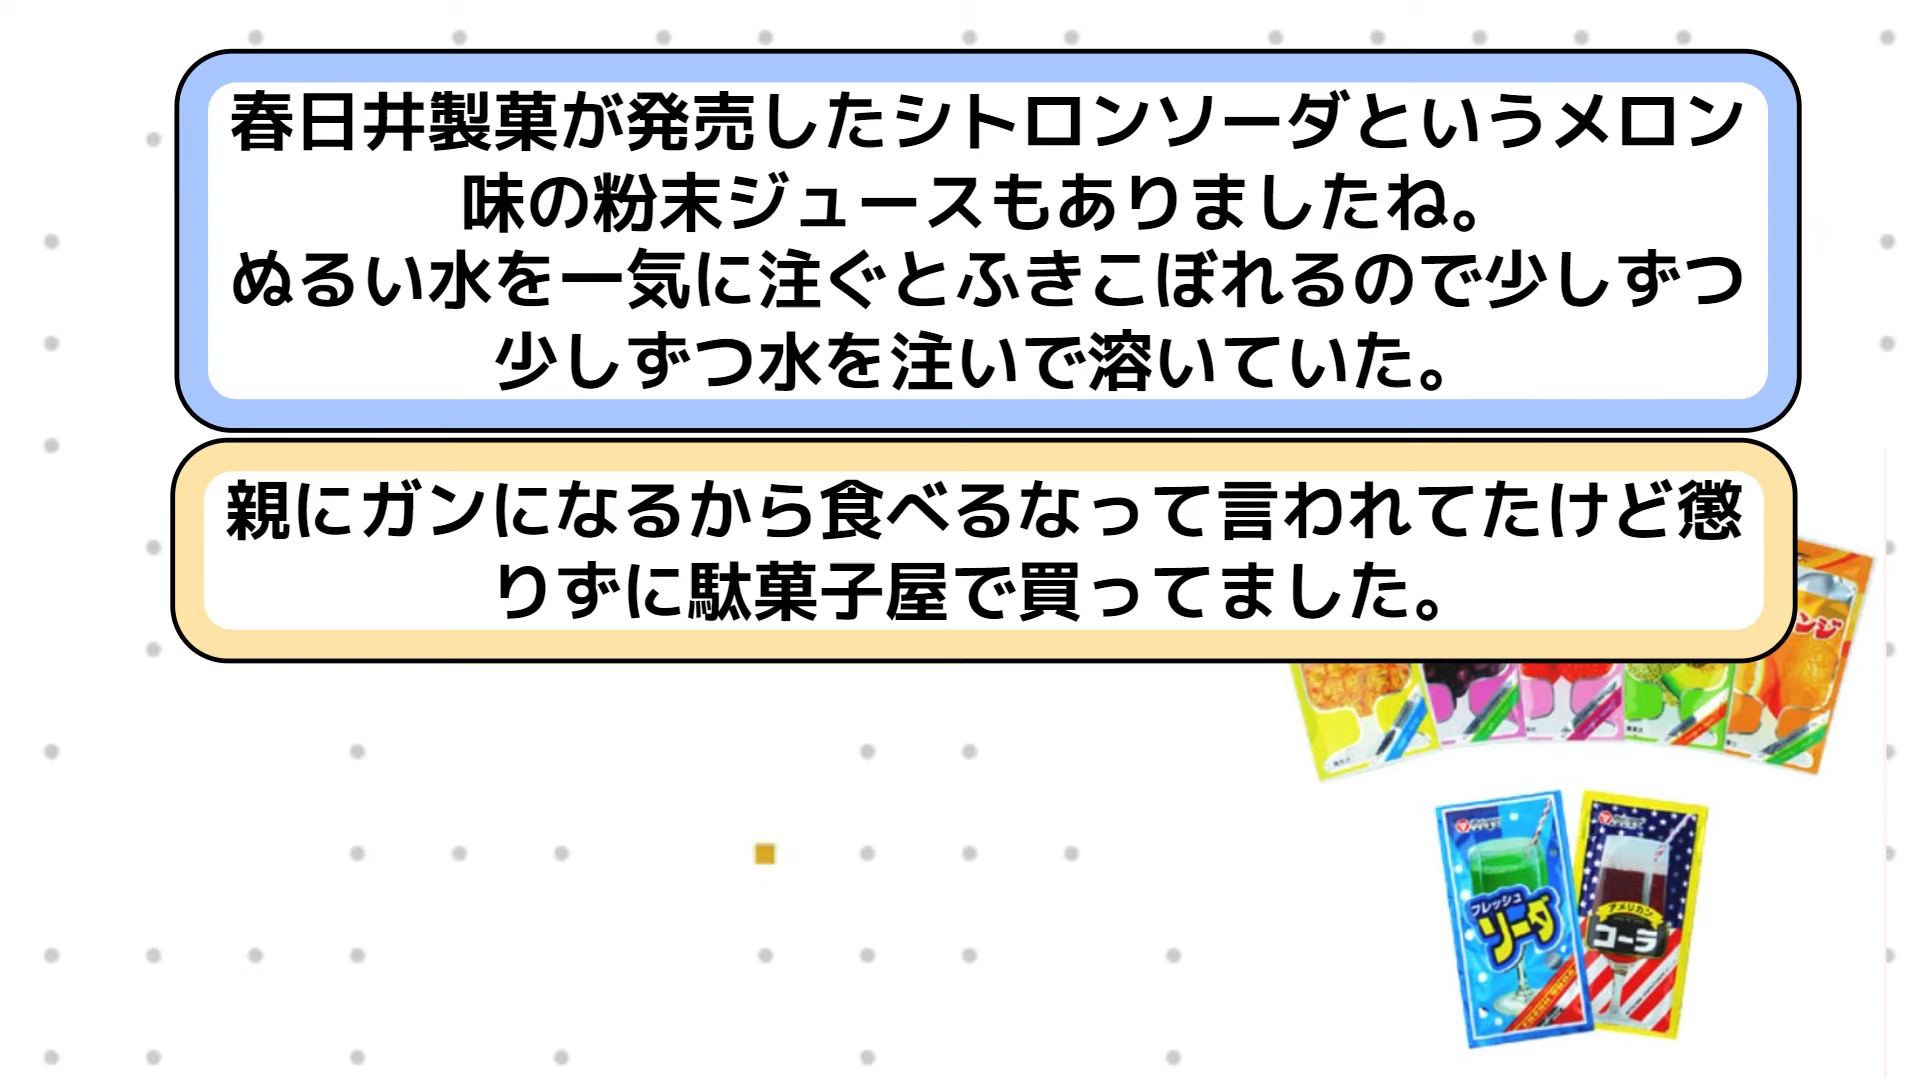 春日井製菓が発売したシトロンソーダというメロン
味の粉末ジュースもありましたね。
ぬるい水を一気に注ぐとふきこぼれるので少しずつ
少しずつ水を注いで溶いていた。
親にガンになるから食べるなって言われてたけど懲
りずに駄菓子屋で買ってました。
ンジ
フレッシュ
ソーダ
アメリカン
コーラ